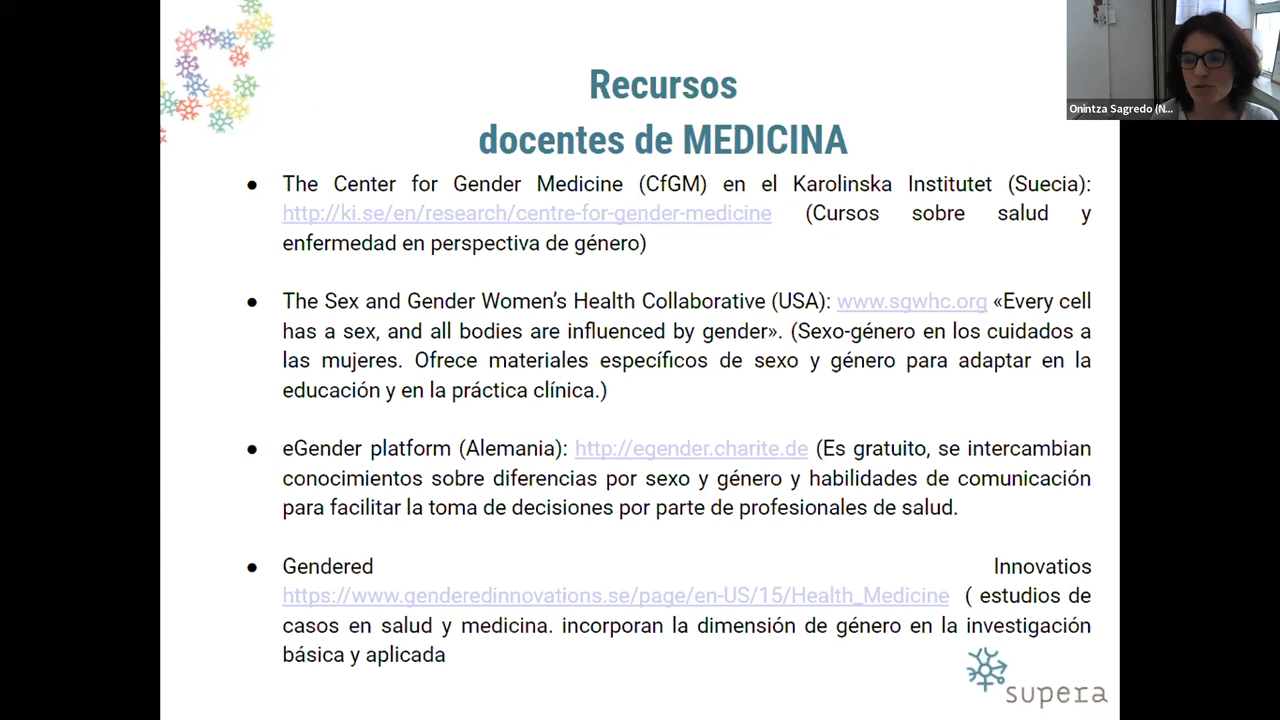 Recursos
docentes de MEDICINA
● The Center for Gender Medicine (CfGM) en el Karolinska Institutet (Suecia):
http://ki.se/en/research/centre-for-gender-medicine (Cursos sobre salud y
enfermedad en perspectiva de género)
● The Sex and Gender Women's Health Collaborative (USA): www.sgwhc.org «Every cell
has a sex, and all bodies are influenced by gender». (Sexo-género en los cuidados a
las mujeres. Ofrece materiales específicos de sexo y género para adaptar en la
educación y en la práctica clínica.)
● eGender platform (Alemania): http://egender.charite.de (Es gratuito, se intercambian
conocimientos sobre diferencias por sexo y género y habilidades de comunicación
para facilitar la toma de decisiones por parte de profesionales de salud.
● Gendered Innovatios
https://www.genderedinnovations.se/page/en-US/15/Health_Medicine ( estudios de
casos en salud y medicina. incorporan la dimensión de género en la investigación
básica y aplicada
supera
Onintza Sagredo (N...